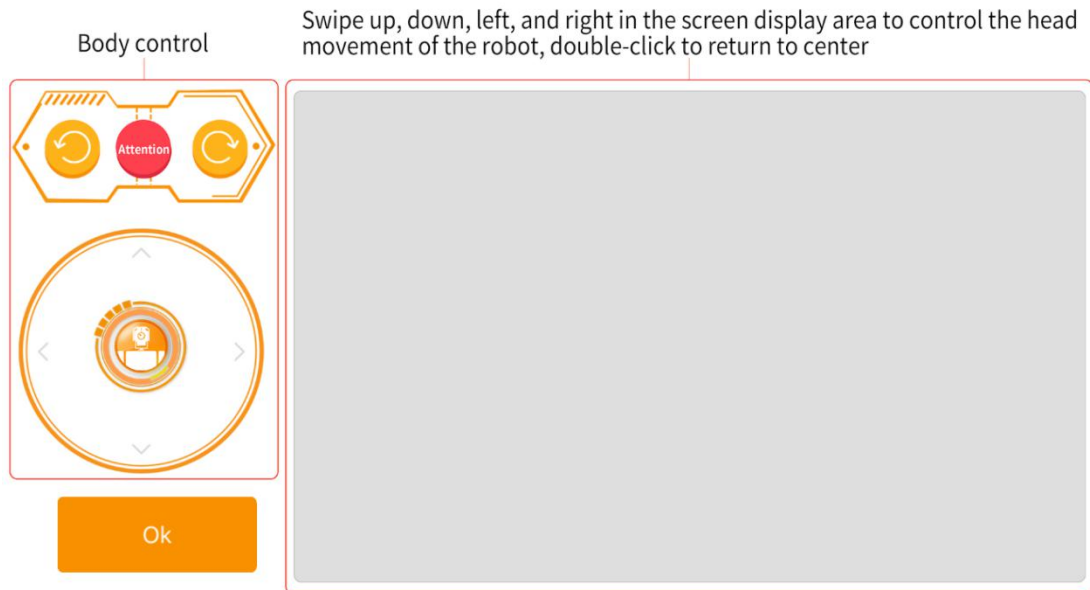 Body control
Swipe up, down, left, and right in the screen display area to control the head
movement of the robot, double-click to return to center
Attention
Ok